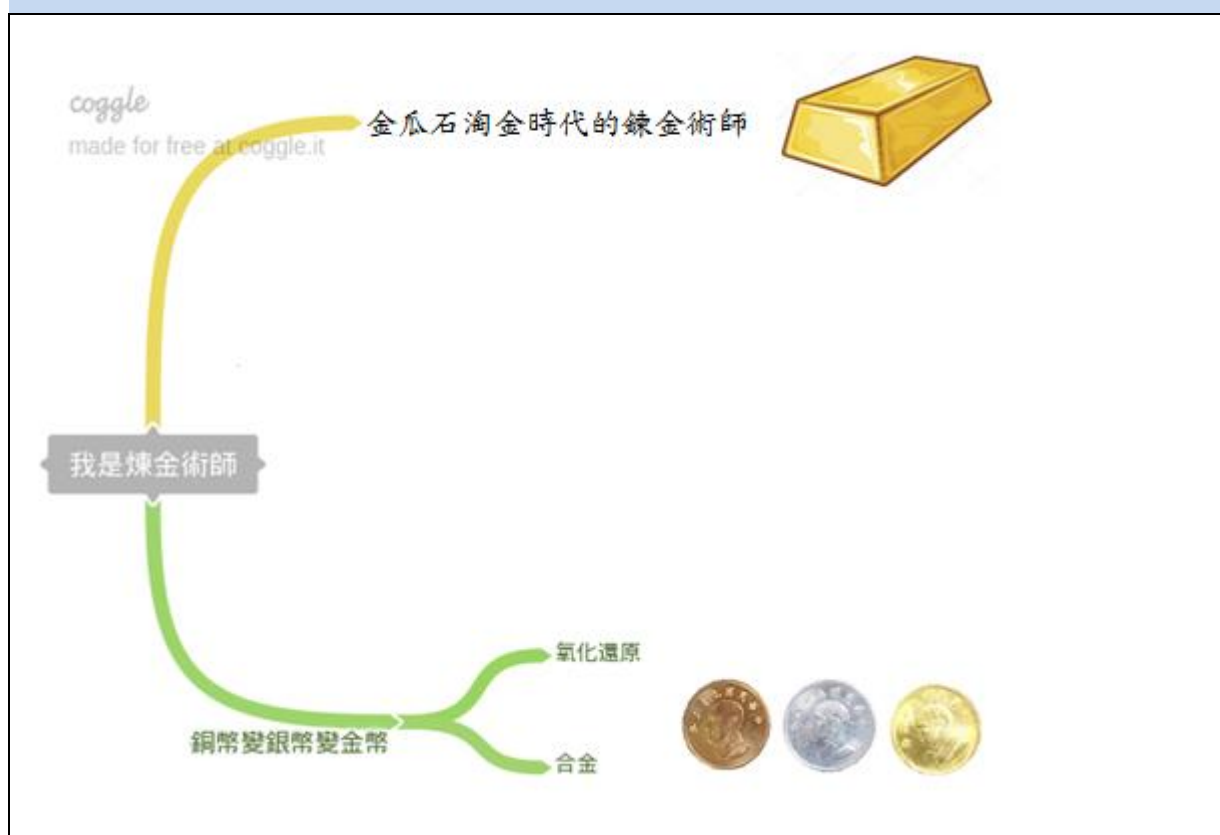 coggle
made for free at coggle.it
金瓜石淘金時代的鍊金術師
我是煉金術師
氧化還原
銅幣變銀幣變金幣
合金